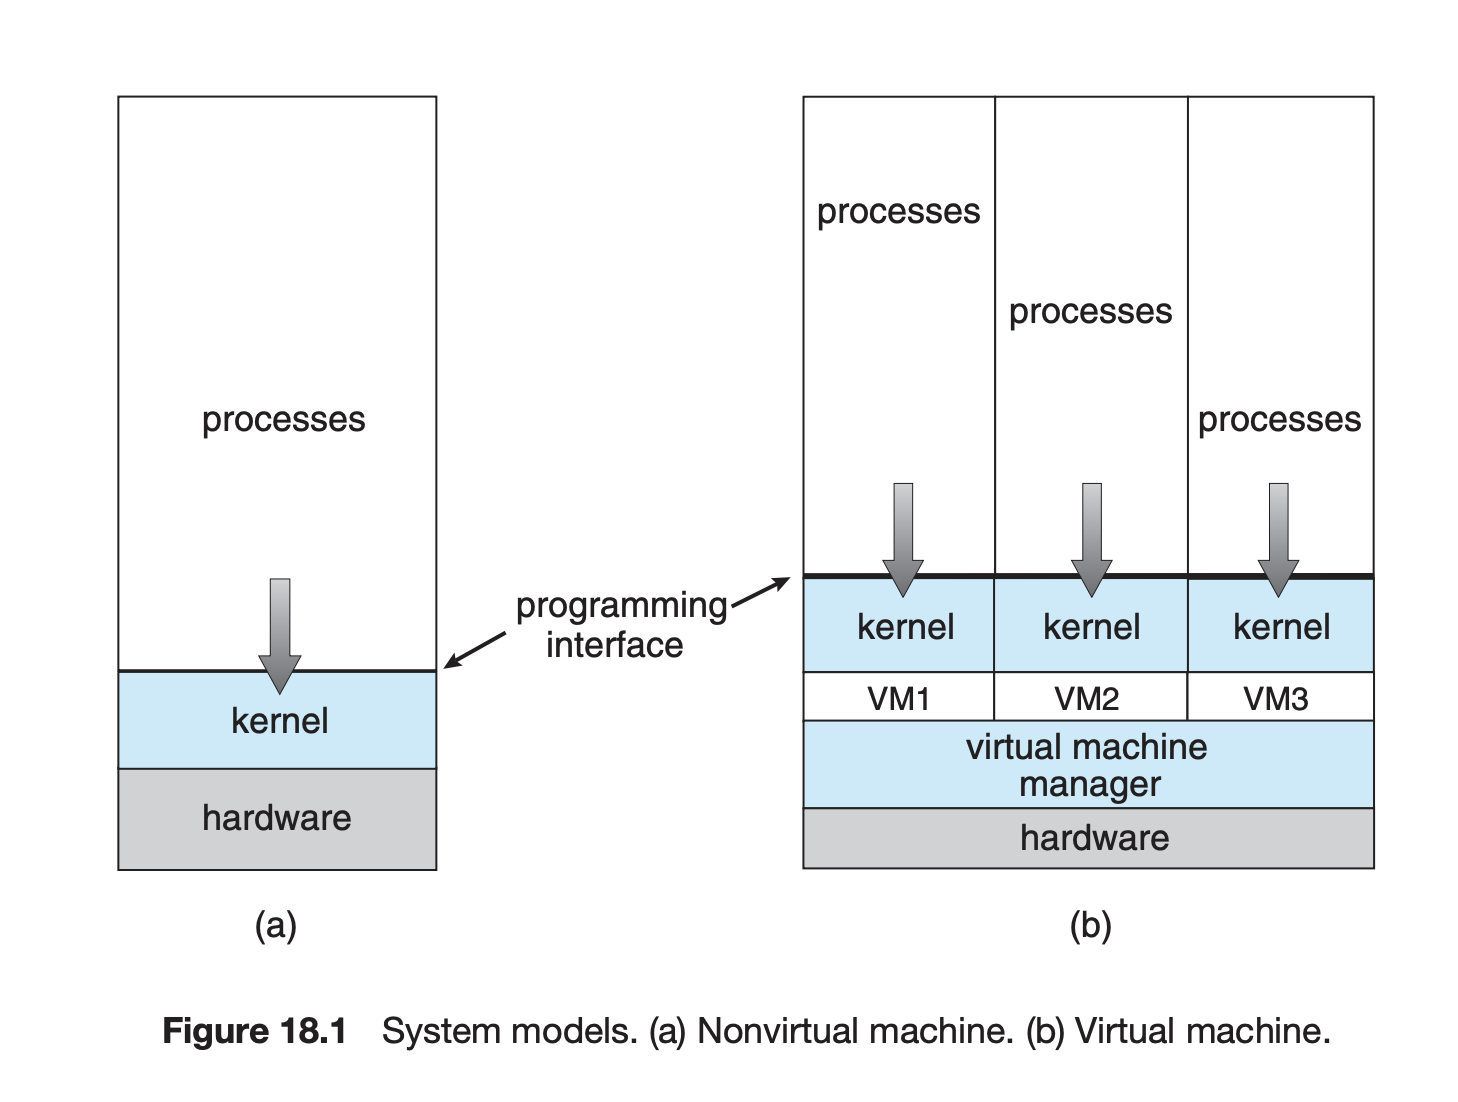 processes
kernel
hardware
(a)
programming
interface
processes
processes
processes
kernel
kernel
kernel
VM1
VM2
VM3
virtual machine
manager
hardware
(b)
Figure 18.1 System models. (a) Nonvirtual machine. (b) Virtual machine.